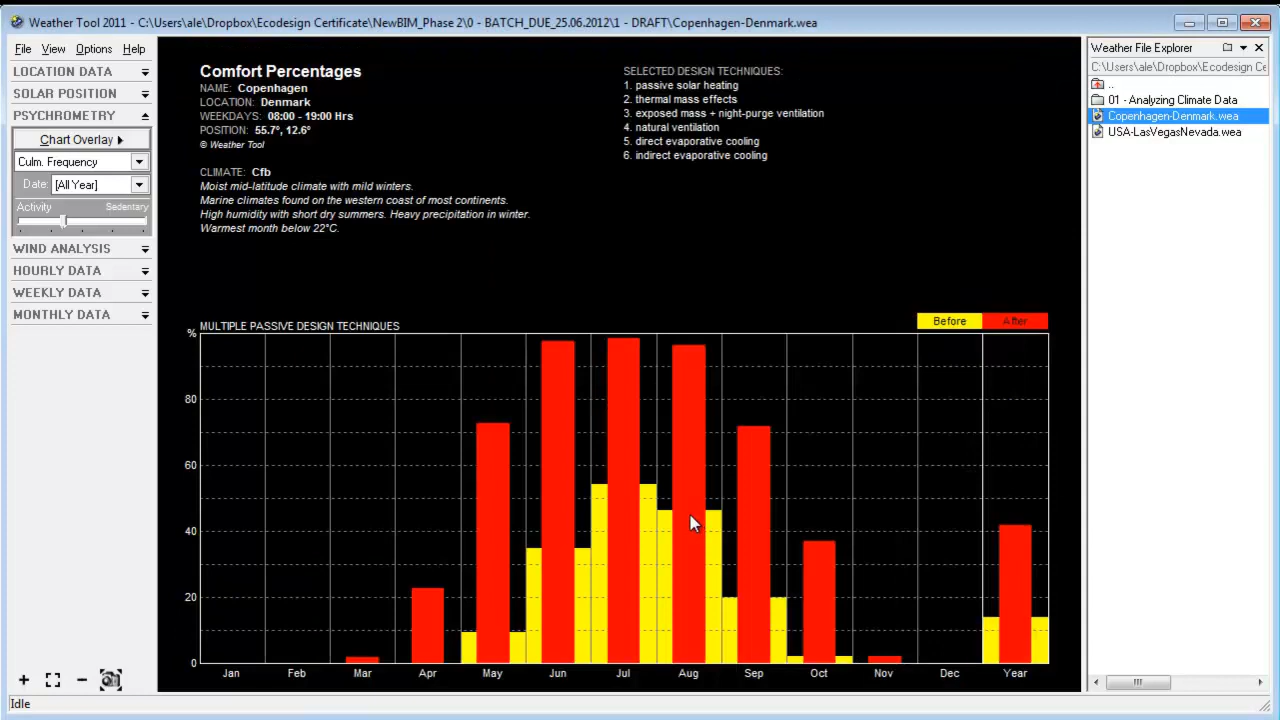 Weather Tool 2011 - C:\Users\ale\Dropbox\Ecodesign Certificate\NewBIM_Phase 2\0 - BATCH_DUE_25.06.2012\1 - DRAFT\Copenhagen-Denmark.wea
File View Options Help
LOCATION DATA
SOLAR POSITION
PSYCHROMETRY
Chart Overlay
Culm. Frequency
Date: [All Year]
Activity Sedentary
WIND ANALYSIS
HOURLY DATA
WEEKLY DATA
MONTHLY DATA
Comfort Percentages
NAME: Copenhagen
LOCATION: Denmark
WEEKDAYS: 08:00 - 19:00 Hrs
POSITION: 55.7°, 12.6°
© Weather Tool
CLIMATE: Cfb
Moist mid-latitude climate with mild winters.
Marine climates found on the western coast of most continents.
High humidity with short dry summers. Heavy precipitation in winter.
Warmest month below 22°C.
SELECTED DESIGN TECHNIQUES:
1. passive solar heating
2. thermal mass effects
3. exposed mass + night-purge ventilation
4. natural ventilation
5. direct evaporative cooling
6. indirect evaporative cooling
MULTIPLE PASSIVE DESIGN TECHNIQUES
Before After
%
80
60
40
20
0
Jan Feb Mar Apr May Jun Jul Aug Sep Oct Nov Dec Year
Weather File Explorer
C:\Users\ale\Dropbox\Ecodesign Ce
..
01 - Analyzing Climate Data
Copenhagen-Denmark.wea
USA-LasVegasNevada.wea
Idle